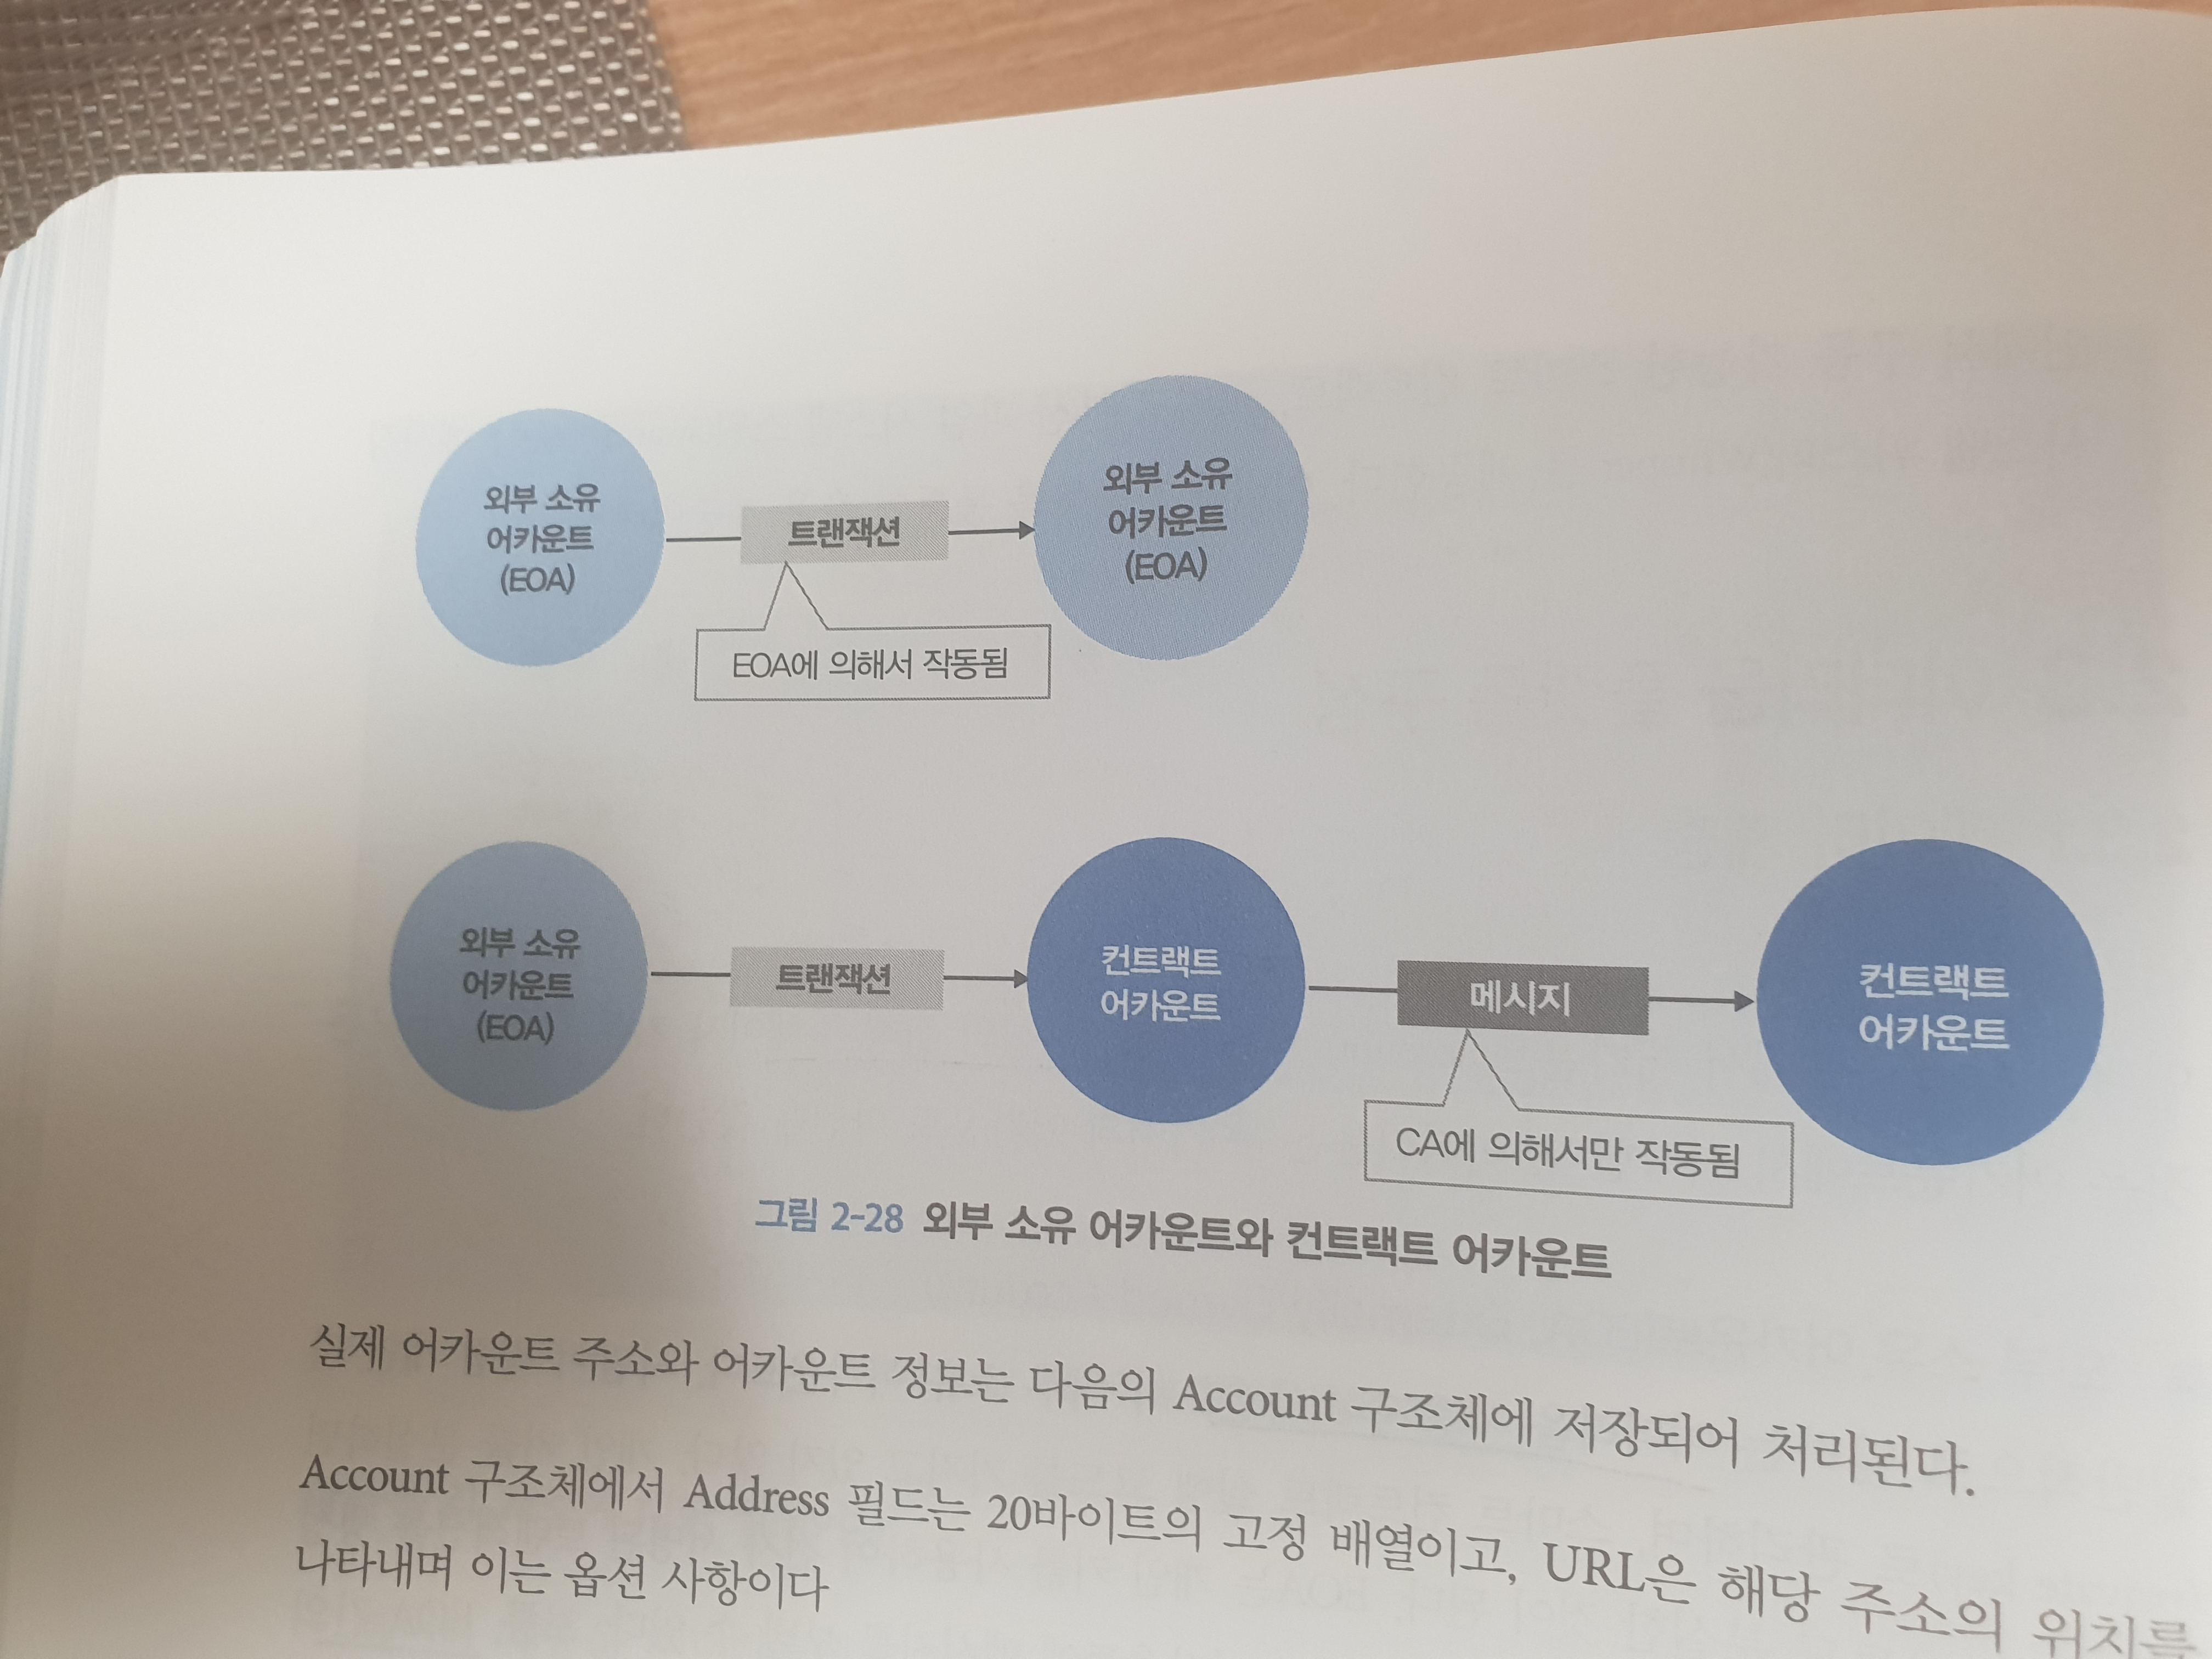 외부 소유
어카운트
(EOA)
트랜잭션
외부 소유
어카운트
(EOA)
EOA에 의해서 작동됨
외부 소유
어카운트
(EOA)
트랜잭션
컨트랙트
어카운트
메시지
컨트랙트
어카운트
CA에 의해서만 작동됨
그림 2-28 외부 소유 어카운트와 컨트랙트 어카운트
실제 어카운트 주소와 어카운트 정보는 다음의 Account 구조체에 저장되어 처리된다.
Account 구조체에서 Address 필드는 20바이트의 고정 배열이고, URL은 해당 주소의 위치를
나타내며 이는 옵션 사항이다